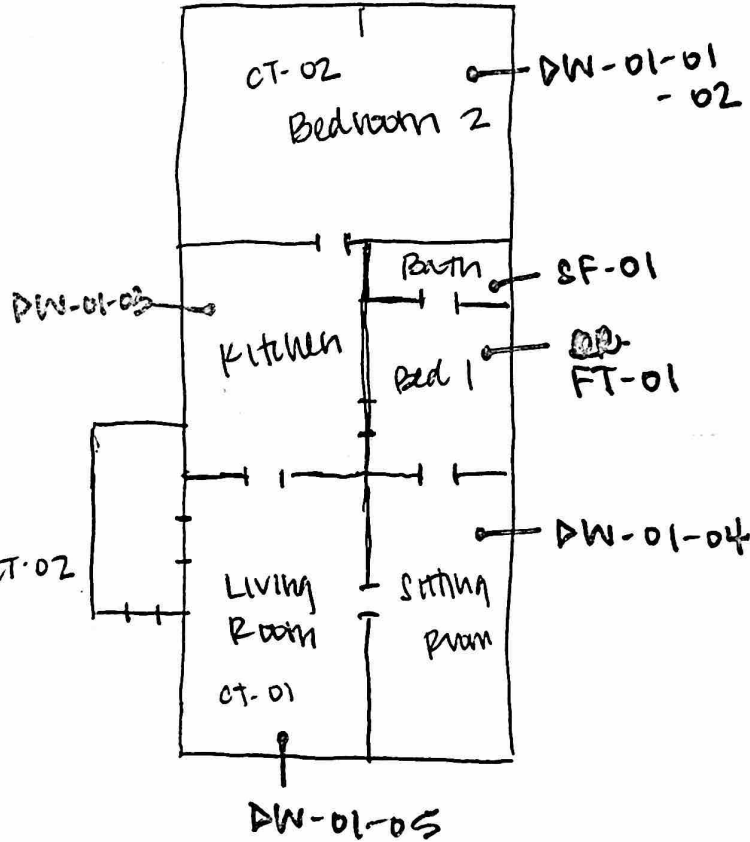 CT-02
DW-01-01
- 02
Bedroom 2
Bath
SF-01
DW-01-03
Kitchen
Bed 1
FT-01
DW-01-04
CT-02
Living
Room
Sitting
Room
CT-01
DW-01-05